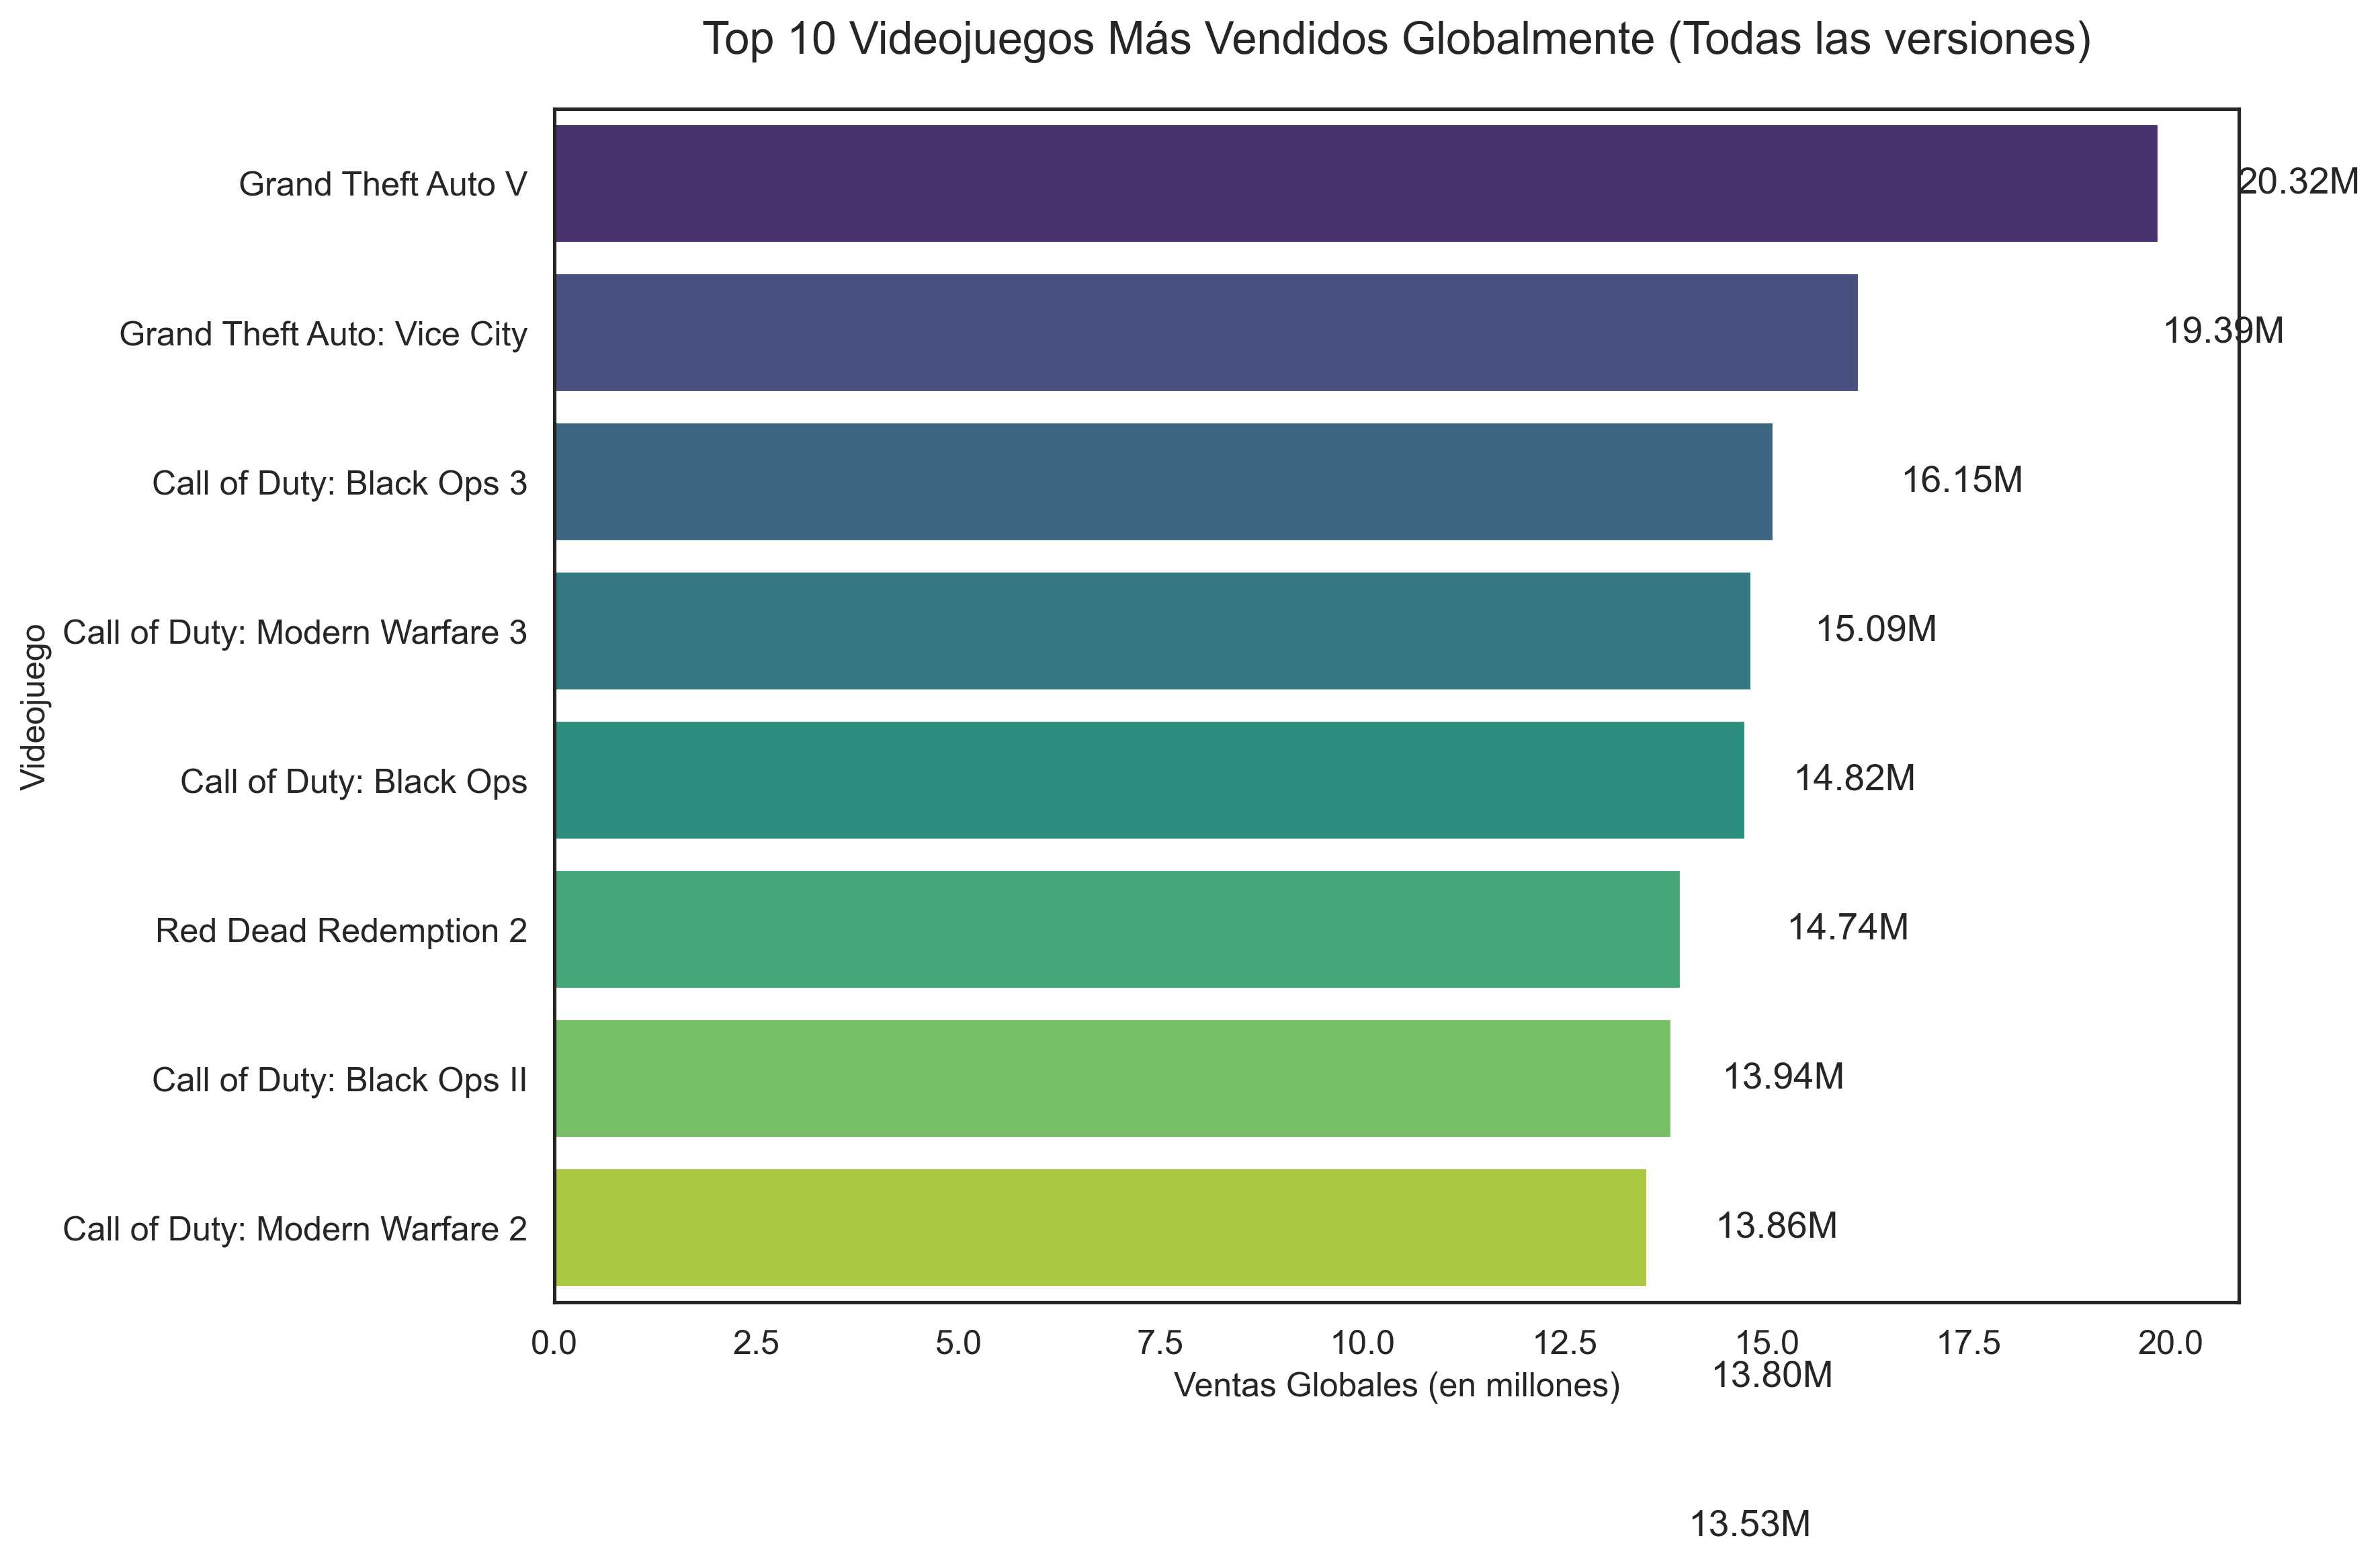 Top 10 Videojuegos Más Vendidos Globalmente (Todas las versiones)
Grand Theft Auto V
20.32M
Grand Theft Auto: Vice City
19.39M
Call of Duty: Black Ops 3
16.15M
Call of Duty: Modern Warfare 3
15.09M
Videojuego
Call of Duty: Black Ops
14.82M
Red Dead Redemption 2
14.74M
Call of Duty: Black Ops II
13.94M
Call of Duty: Modern Warfare 2
13.86M
0.0 2.5 5.0 7.5 10.0 12.5 15.0 17.5 20.0
Ventas Globales (en millones)
13.80M
13.53M